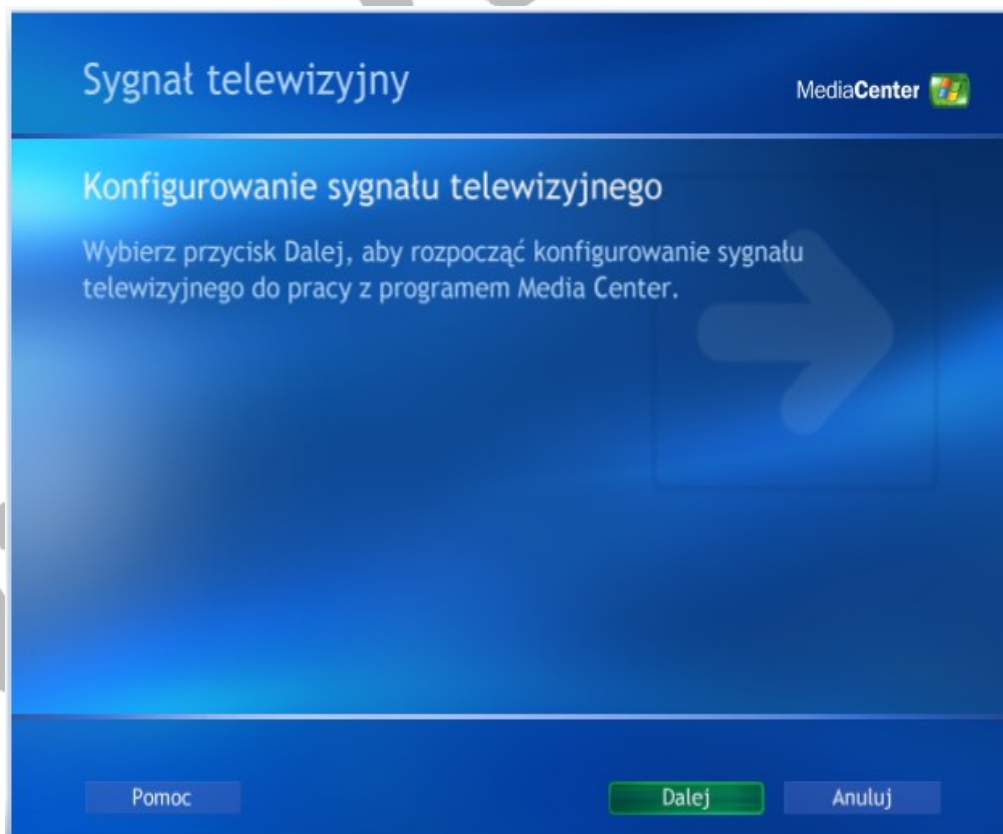 Sygnał telewizyjny
MediaCenter
Konfigurowanie sygnału telewizyjnego
Wybierz przycisk Dalej, aby rozpocząć konfigurowanie sygnału
telewizyjnego do pracy z programem Media Center.
Pomoc
Dalej
Anuluj